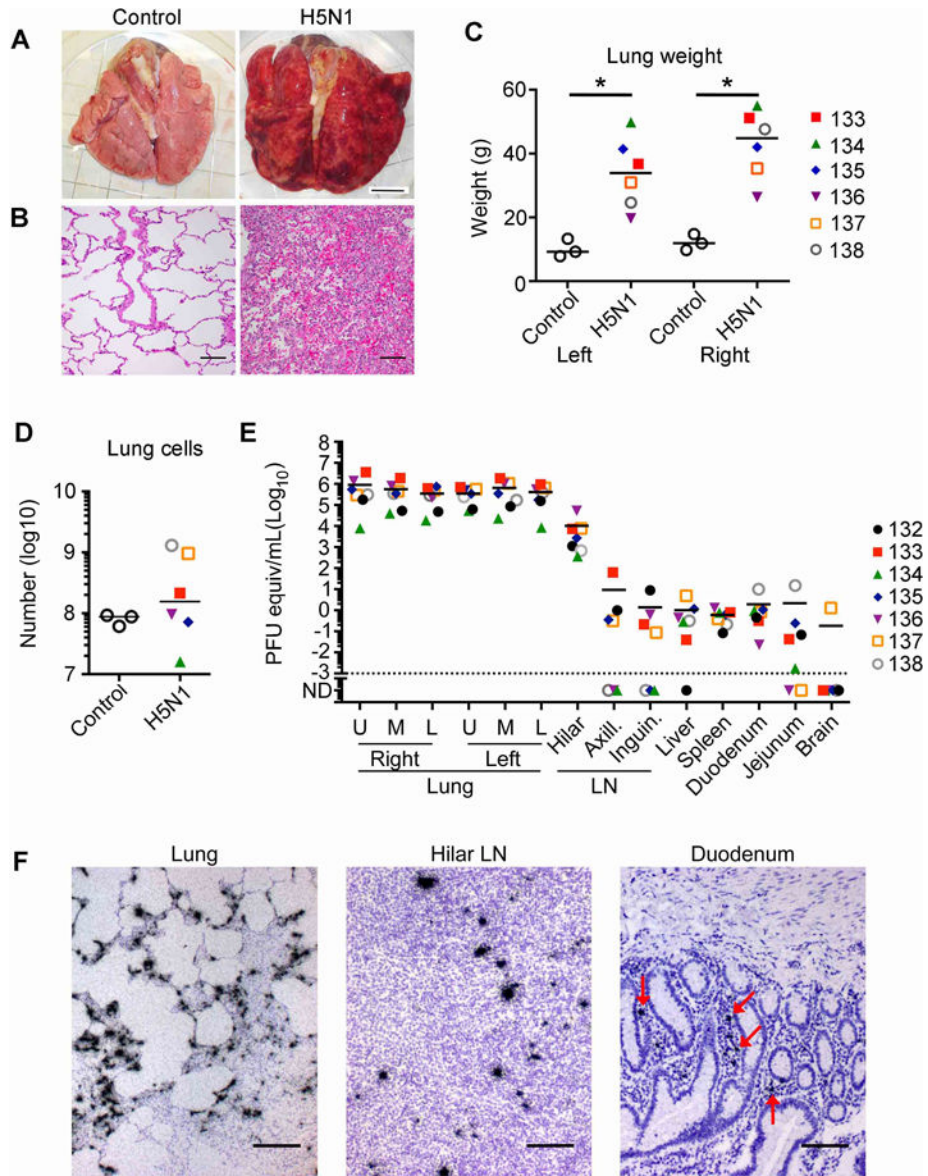 Control H5N1
A
B
C
Lung weight
* *
Weight (g)
60
40
20
0
Control
H5N1
Control
H5N1
Left
Right
133
134
135
136
137
138
D
Lung cells
Number (log10)
10
9
8
7
Control
H5N1
E
PFU equiv/mL(Log10)
8
7
6
5
4
3
2
1
0
-1
-2
-3
ND
U M L U M L
Hilar
Axill.
Inguin.
Liver
Spleen
Duodenum
Jejunum
Brain
Right Left
Lung LN
132
133
134
135
136
137
138
F
Lung Hilar LN Duodenum